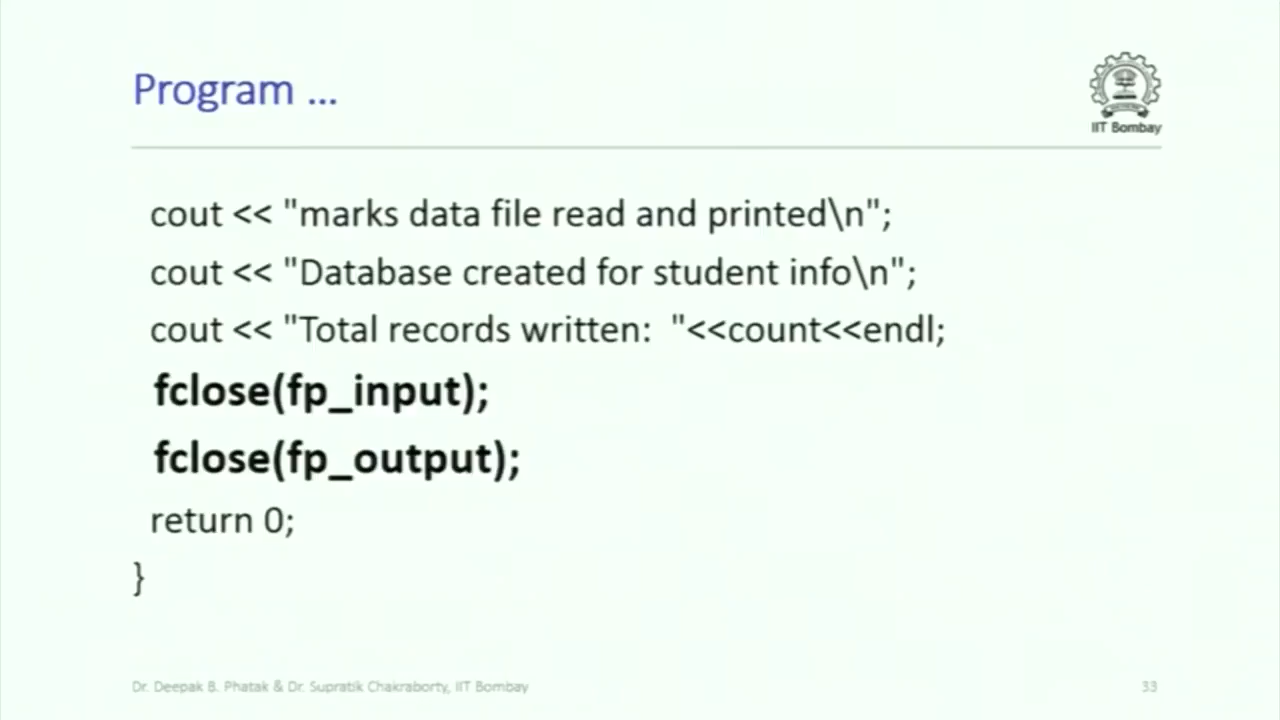 Program ...
IIT Bombay
cout << "marks data file read and printed\n";
cout << "Database created for student info\n";
cout << "Total records written:  "<<count<<endl;
fclose(fp_input);
fclose(fp_output);
return 0;
}
Dr. Deepak B. Phatak & Dr. Supratik Chakraborty, IIT Bombay
33